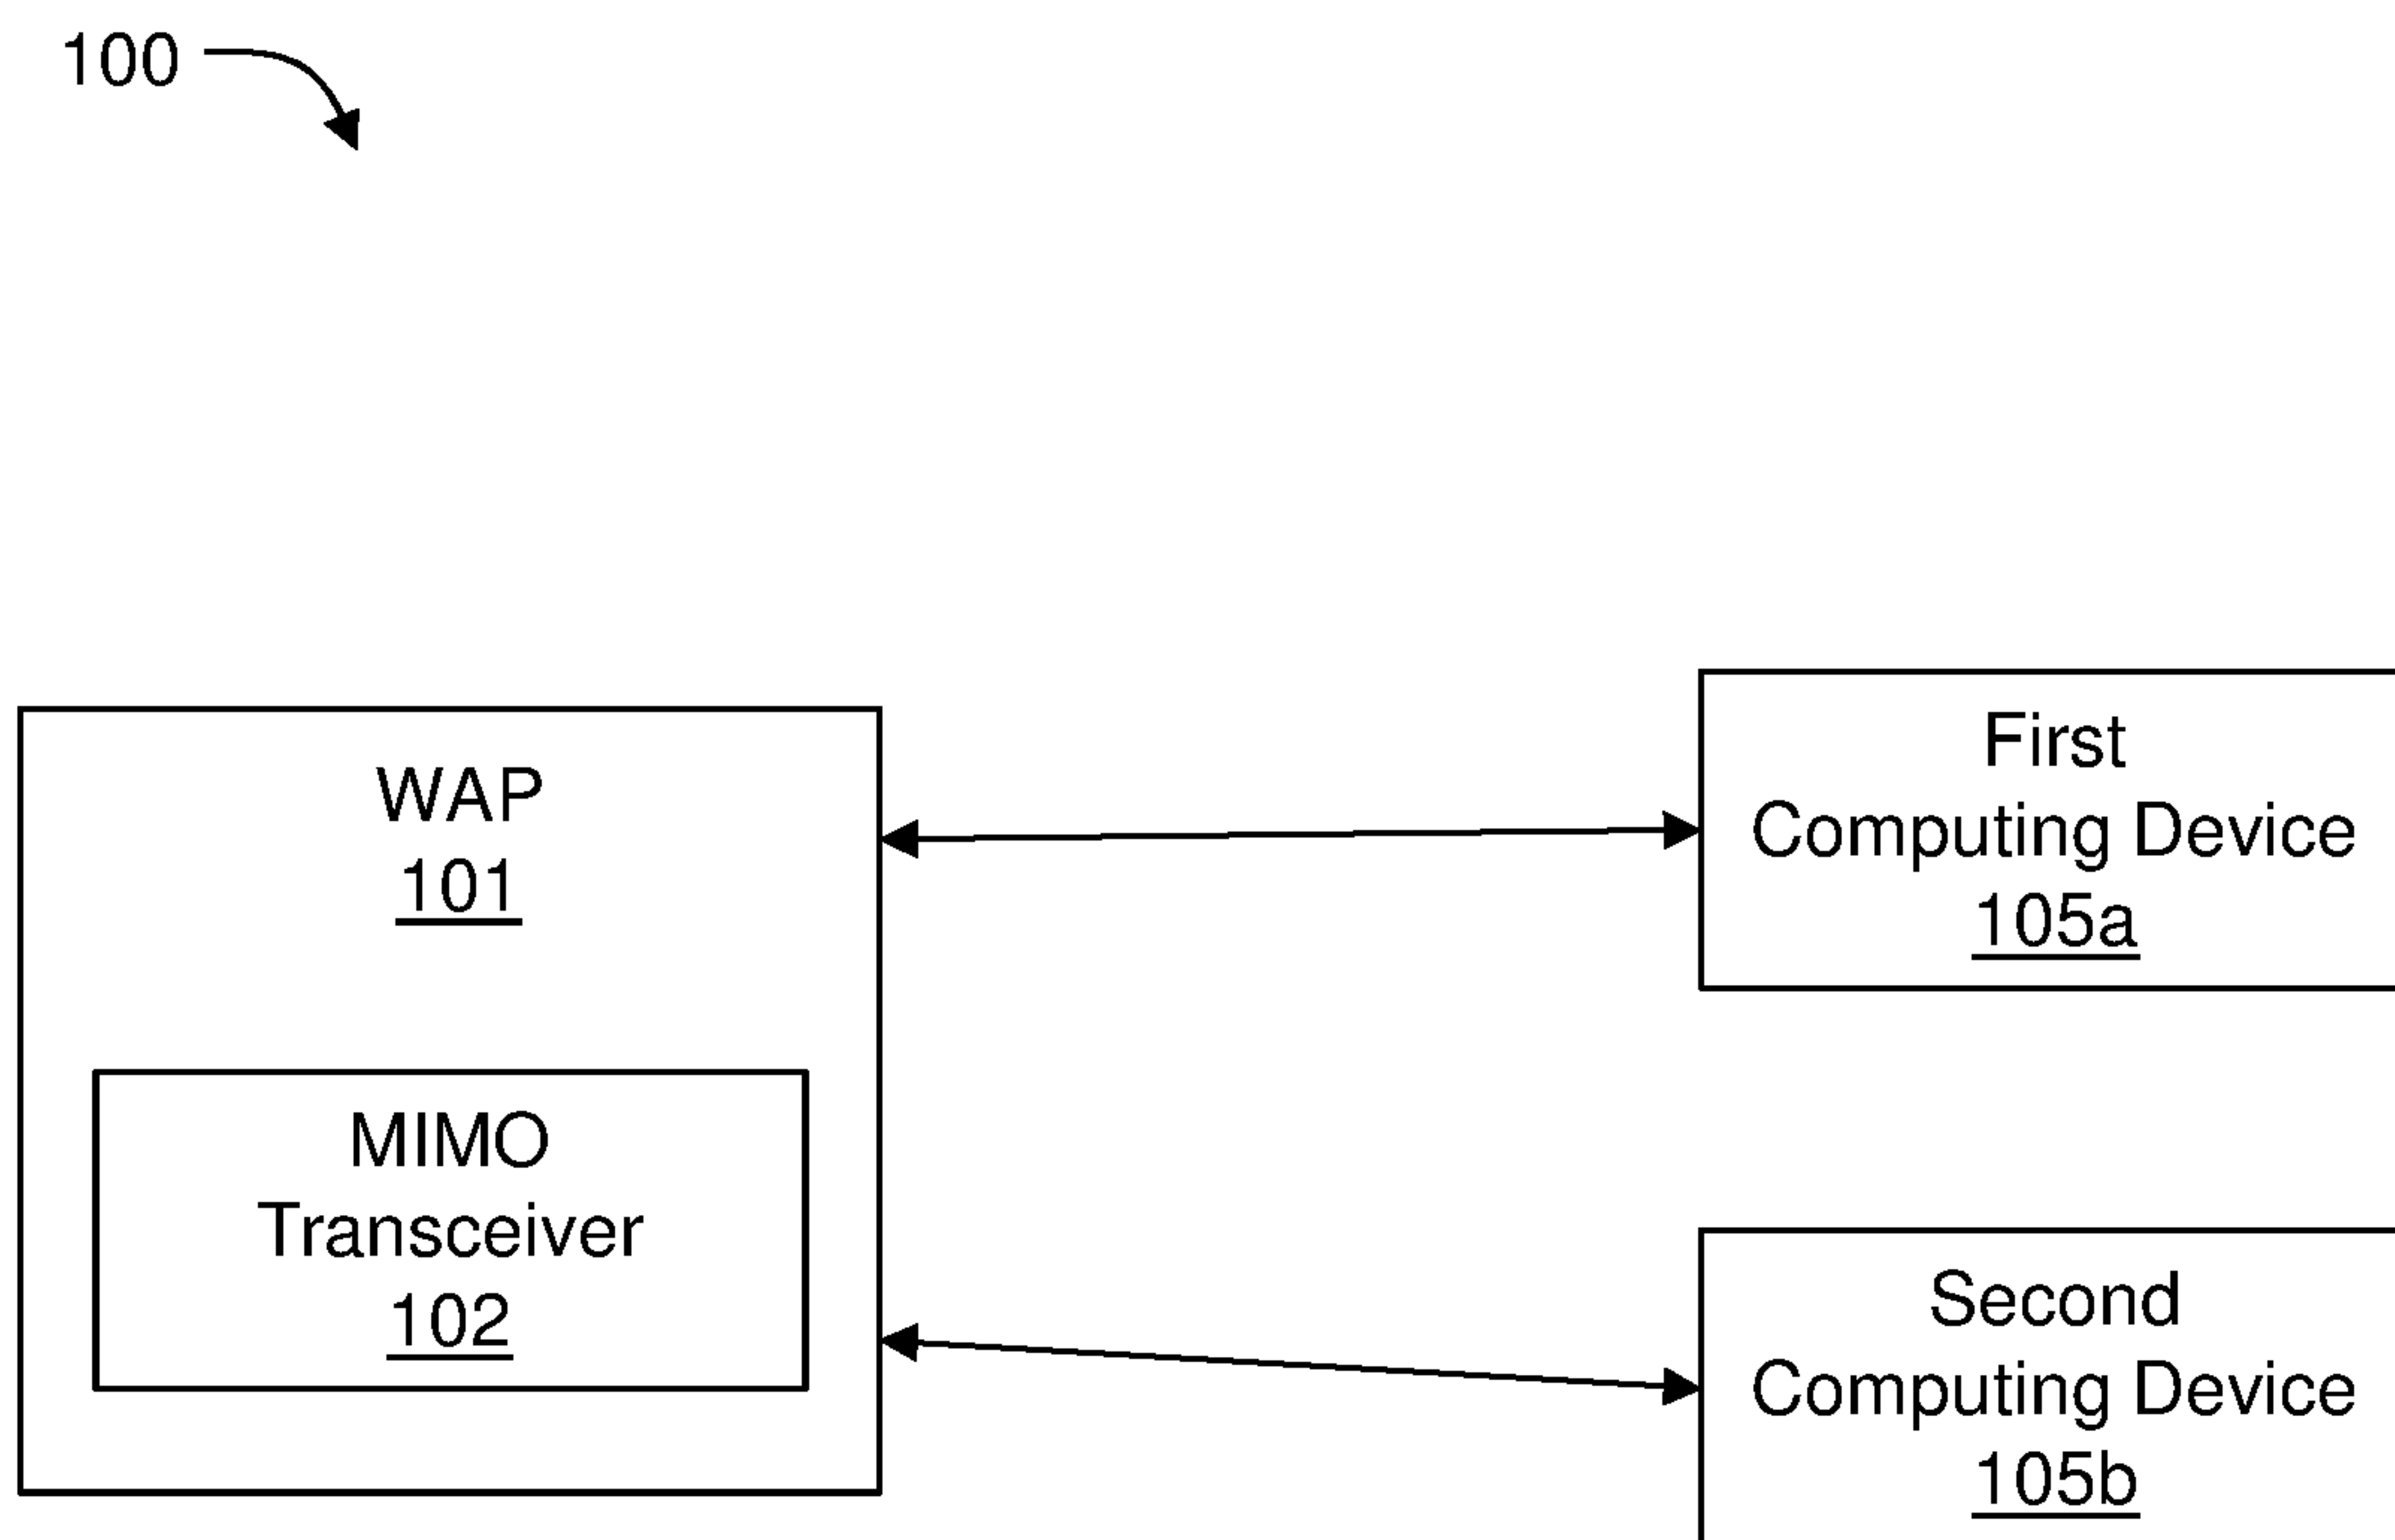 100
WAP
101
MIMO
Transceiver
102
First
Computing Device
105a
Second
Computing Device
105b